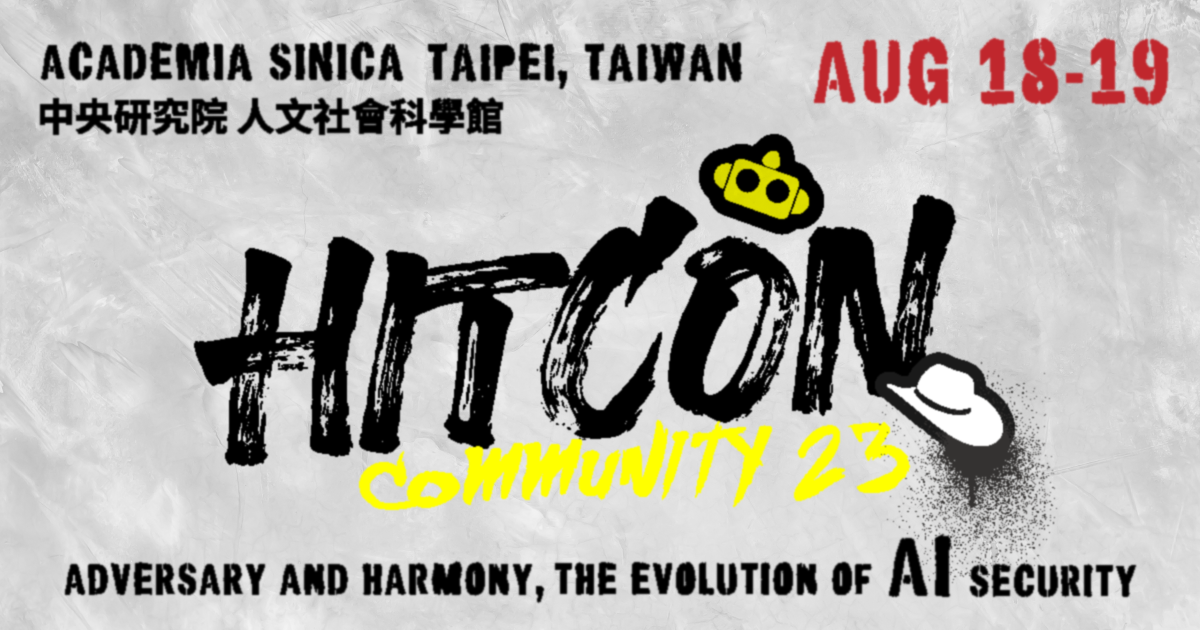 ACADEMIA SINICA TAIPEI, TAIWAN
AUG 18-19
中央研究院 人文社會科學館
HITCON
COMMUNITY 23
ADVERSARY AND HARMONY, THE EVOLUTION OF AI SECURITY